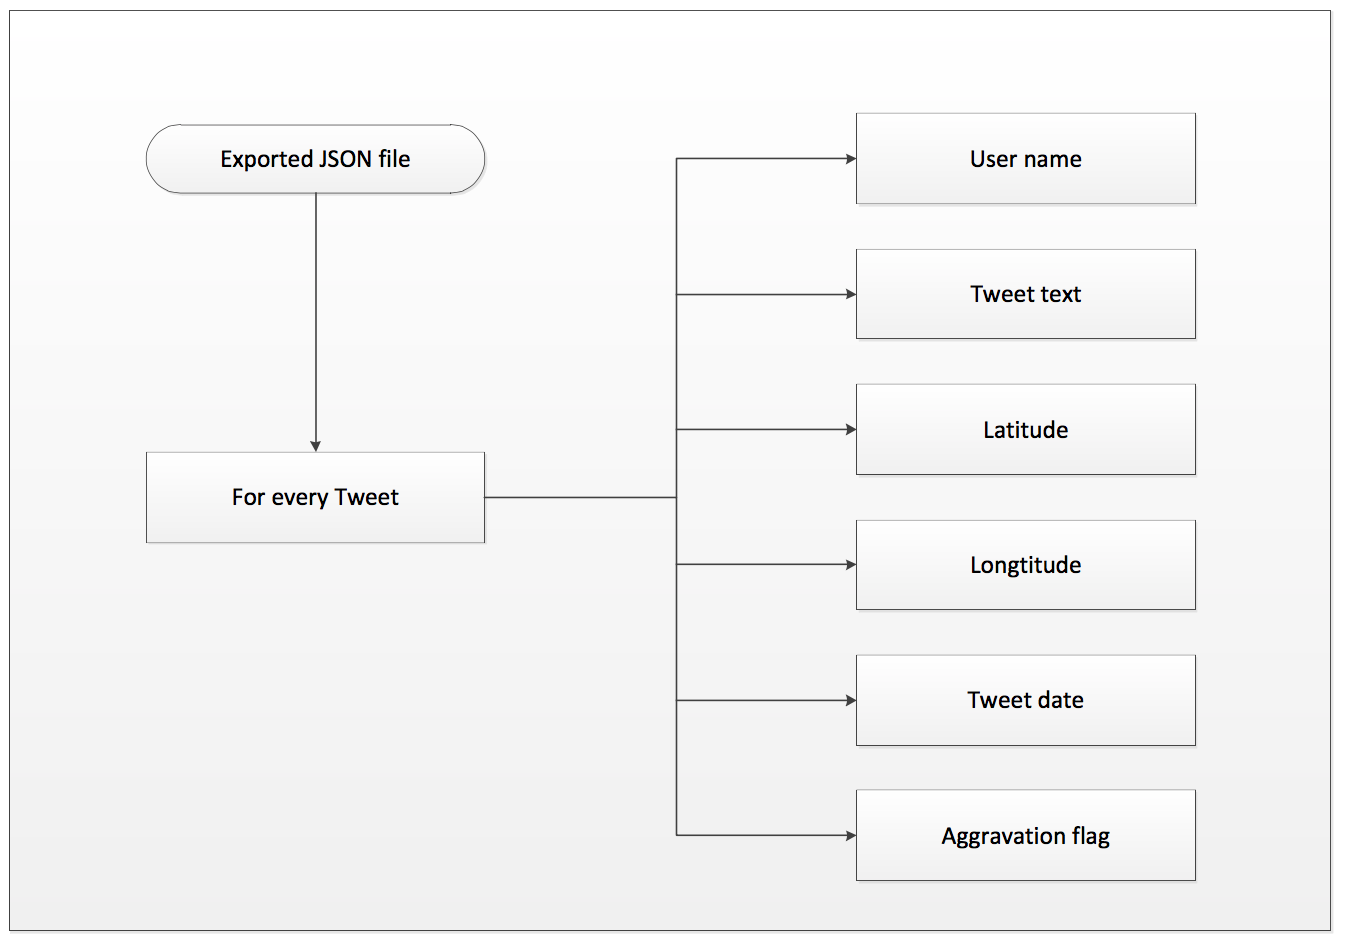 Exported JSON file
For every Tweet
User name
Tweet text
Latitude
Longtitude
Tweet date
Aggravation flag